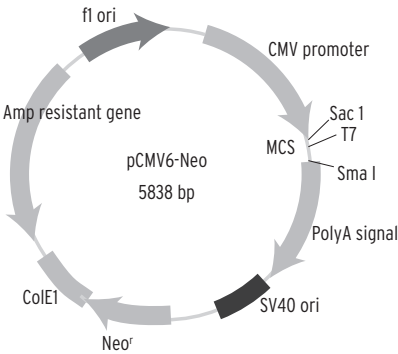 f1 ori
CMV promoter
Amp resistant gene
Sac 1
T7
MCS
Sma I
pCMV6-Neo
5838 bp
PolyA signal
SV40 ori
ColE1
Neoʳ